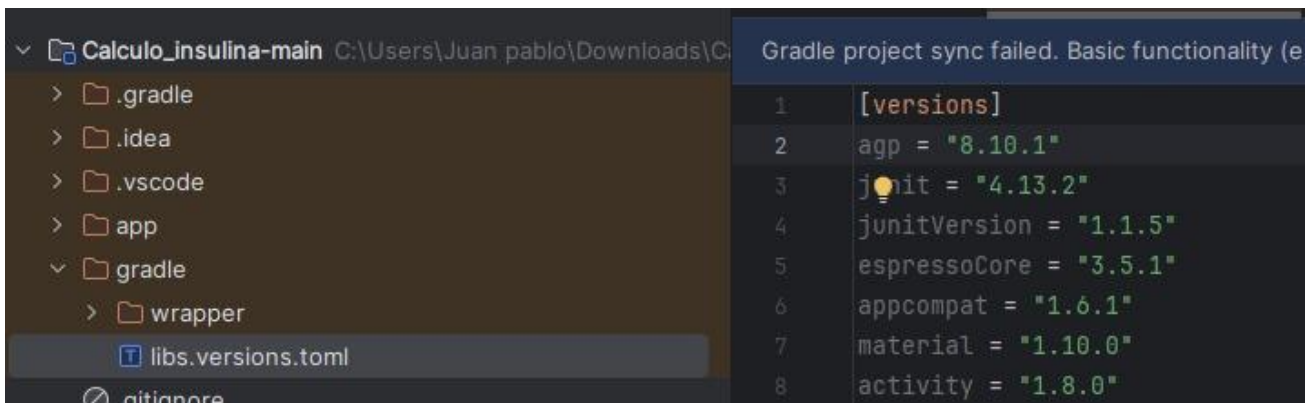 Calculo_insulina-main C:\Users\Juan pablo\Downloads\Ca
.gradle
.idea
.vscode
app
gradle
wrapper
libs.versions.toml
.gitignore
Gradle project sync failed. Basic functionality (e
1 [versions]
2 agp = "8.10.1"
3 junit = "4.13.2"
4 junitVersion = "1.1.5"
5 espressoCore = "3.5.1"
6 appcompat = "1.6.1"
7 material = "1.10.0"
8 activity = "1.8.0"